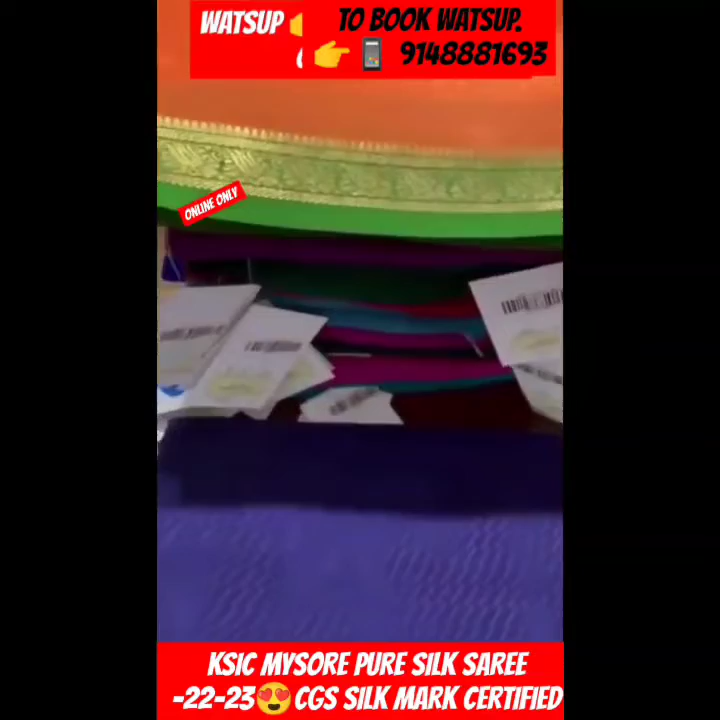 WATSUP 👉
TO BOOK WATSUP.
👉📱 9148881693
ONLINE ONLY
KSIC MYSORE PURE SILK SAREE
-22-23😍CGS SILK MARK CERTIFIED